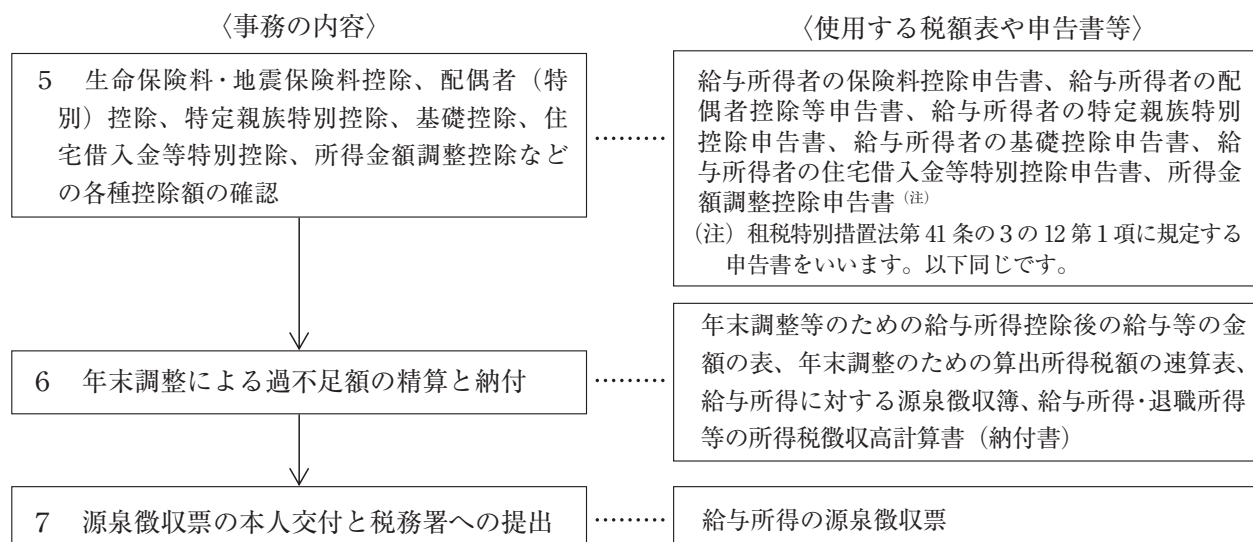 〈事務の内容〉
〈使用する税額表や申告書等〉
5 生命保険料・地震保険料控除、配偶者（特
別）控除、特定親族特別控除、基礎控除、住
宅借入金等特別控除、所得金額調整控除など
の各種控除額の確認
給与所得者の保険料控除申告書、給与所得者の配
偶者控除等申告書、給与所得者の特定親族特別
控除申告書、給与所得者の基礎控除申告書、給
与所得者の住宅借入金等特別控除申告書、所得金
額調整控除申告書（注）
（注）租税特別措置法第 41 条の３の 12 第１項に規定する
申告書をいいます。以下同じです。
6 年末調整による過不足額の精算と納付
年末調整等のための給与所得控除後の給与等の金
額の表、年末調整のための算出所得税額の速算表、
給与所得に対する源泉徴収簿、給与所得・退職所得
等の所得税徴収高計算書（納付書）
7 源泉徴収票の本人交付と税務署への提出
給与所得の源泉徴収票